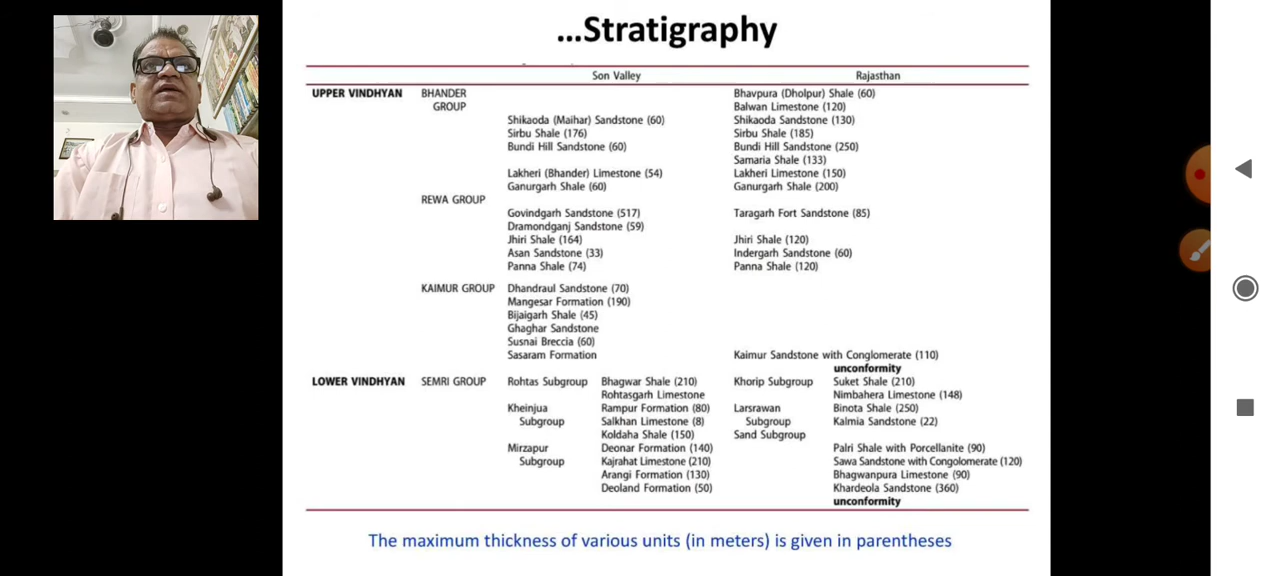 ...Stratigraphy
Son Valley Rajasthan
UPPER VINDHYAN BHANDER Bhavpura (Dholpur) Shale (60)
GROUP Balwan Limestone (120)
Shikaoda (Maihar) Sandstone (60) Shikaoda Sandstone (130)
Sirbu Shale (176) Sirbu Shale (185)
Bundi Hill Sandstone (60) Bundi Hill Sandstone (250)
Samaria Shale (133)
Lakheri (Bhander) Limestone (54) Lakheri Limestone (150)
Ganurgarh Shale (60) Ganurgarh Shale (200)
REWA GROUP
Govindgarh Sandstone (517) Taragarh Fort Sandstone (85)
Dramondganj Sandstone (59)
Jhiri Shale (164) Jhiri Shale (120)
Asan Sandstone (33) Indergarh Sandstone (60)
Panna Shale (74) Panna Shale (120)
KAIMUR GROUP Dhandraul Sandstone (70)
Mangesar Formation (190)
Bijaigarh Shale (45)
Ghaghar Sandstone
Susnai Breccia (60)
Sasaram Formation Kaimur Sandstone with Conglomerate (110)
unconformity
LOWER VINDHYAN SEMRI GROUP Rohtas Subgroup Bhagwar Shale (210) Khorip Subgroup Suket Shale (210)
Rohtasgarh Limestone Nimbahera Limestone (148)
Kheinjua Rampur Formation (80) Larsrawan Binota Shale (250)
Subgroup Salkhan Limestone (8) Subgroup Kalmia Sandstone (22)
Koldaha Shale (150) Sand Subgroup
Mirzapur Deonar Formation (140) Palri Shale with Porcellanite (90)
Subgroup Kajrahat Limestone (210) Sawa Sandstone with Congolomerate (120)
Arangi Formation (130) Bhagwanpura Limestone (90)
Deoland Formation (50) Khardeola Sandstone (360)
unconformity
The maximum thickness of various units (in meters) is given in parentheses